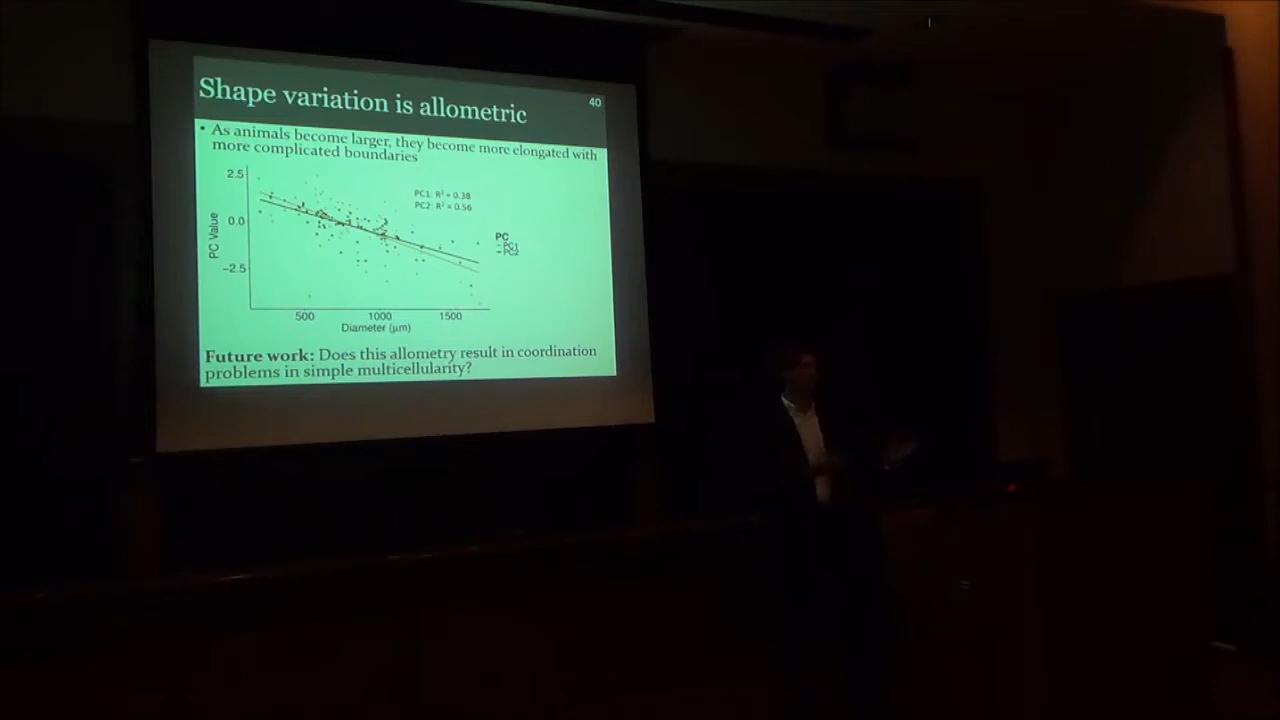 Shape variation is allometric
40
• As animals become larger, they become more elongated with
more complicated boundaries
2.5
0.0
−2.5
PC Value
PC1: R² = 0.38
PC2: R² = 0.56
PC
PC1
PC2
500 1000 1500
Diameter (µm)
Future work: Does this allometry result in coordination
problems in simple multicellularity?